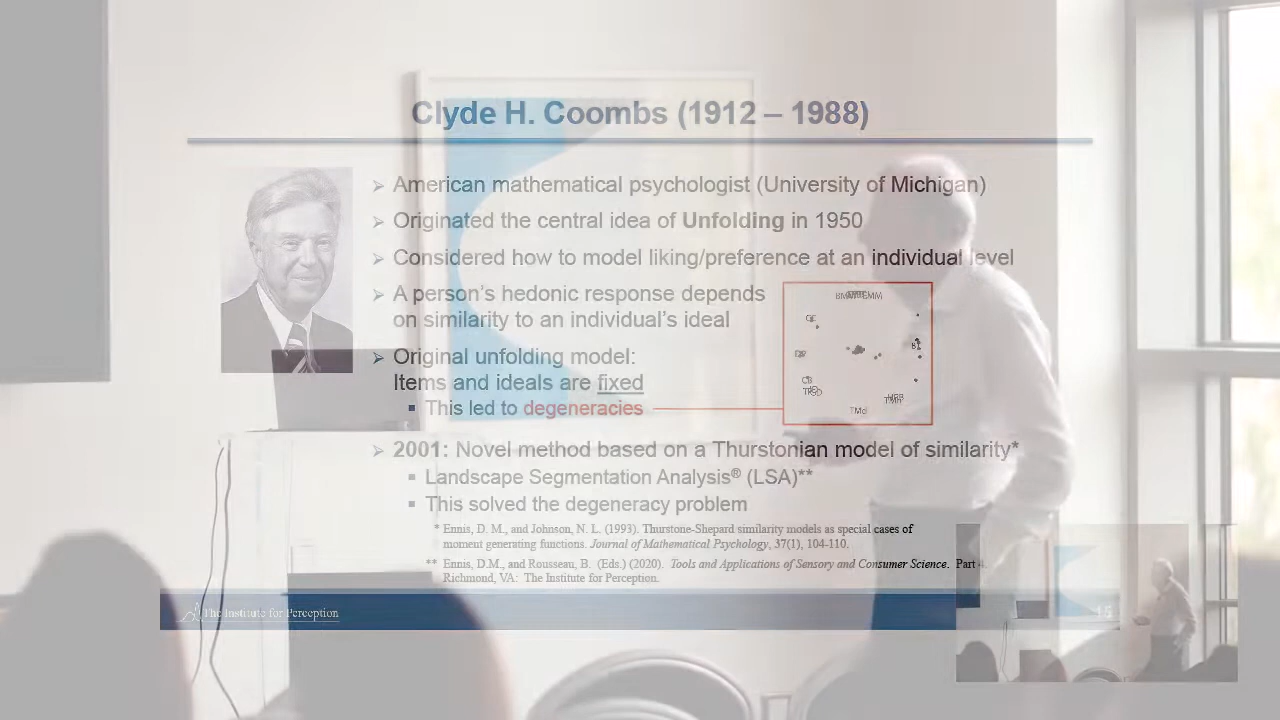 Clyde H. Coombs (1912 – 1988)
➢ American mathematical psychologist (University of Michigan)
➢ Originated the central idea of Unfolding in 1950
➢ Considered how to model liking/preference at an individual level
➢ A person's hedonic response depends
on similarity to an individual's ideal
➢ Original unfolding model:
Items and ideals are fixed
▪ This led to degeneracies
TMo
➢ 2001: Novel method based on a Thurstonian model of similarity*
▪ Landscape Segmentation Analysis® (LSA)**
▪ This solved the degeneracy problem
* Ennis, D. M., and Johnson, N. L. (1993). Thurstone-Shepard similarity models as special cases of
moment generating functions. Journal of Mathematical Psychology, 37(1), 104-110.
** Ennis, D.M., and Rousseau, B. (Eds.) (2020). Tools and Applications of Sensory and Consumer Science. Part 4.
Richmond, VA: The Institute for Perception.
The Institute for Perception
15